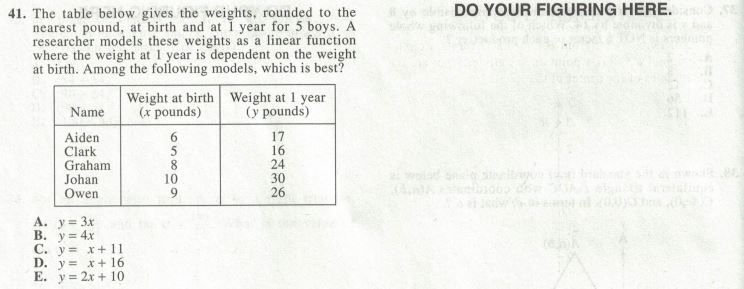 41. The table below gives the weights, rounded to the
nearest pound, at birth and at 1 year for 5 boys. A
researcher models these weights as a linear function
where the weight at 1 year is dependent on the weight
at birth. Among the following models, which is best?
Name | Weight at birth (x pounds) | Weight at 1 year (y pounds)
Aiden 6 17
Clark 5 16
Graham 8 24
Johan 10 30
Owen 9 26
A. y = 3x
B. y = 4x
C. y = x + 11
D. y = x + 16
E. y = 2x + 10
DO YOUR FIGURING HERE.